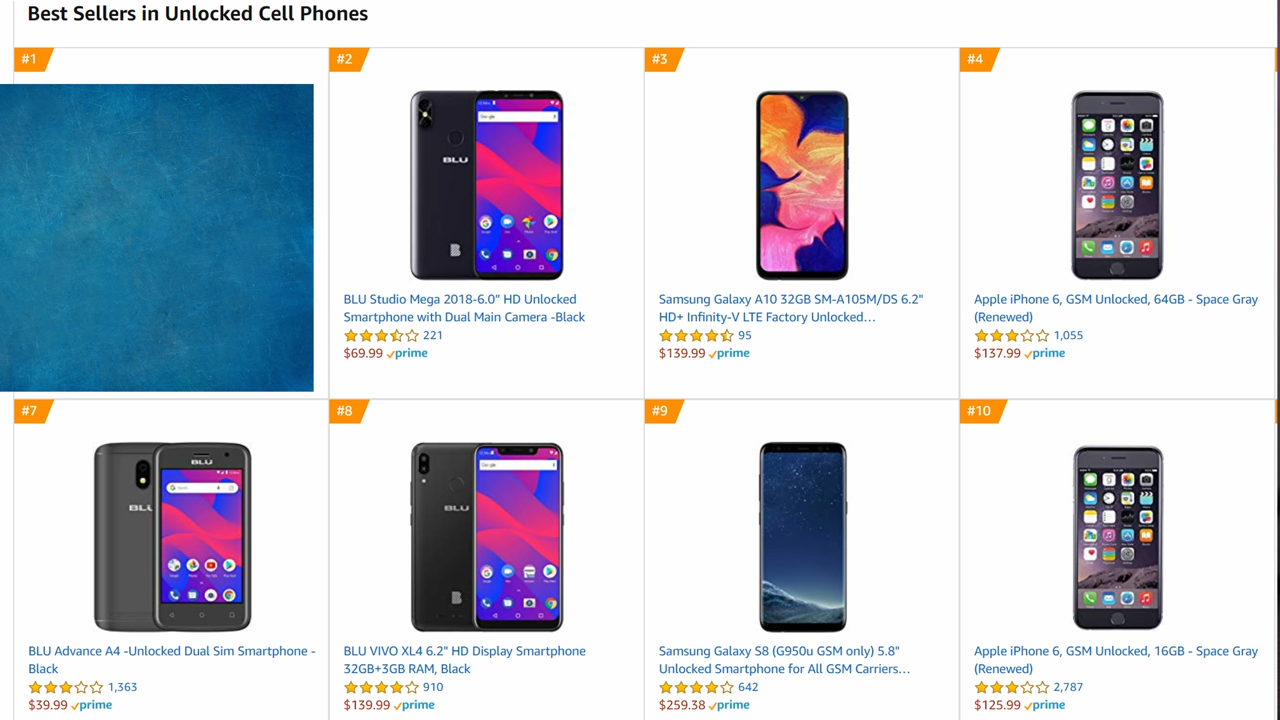 Best Sellers in Unlocked Cell Phones
#1
#2
#3
#4
BLU
BLU Studio Mega 2018-6.0" HD Unlocked
Smartphone with Dual Main Camera -Black
221
$69.99 prime
Samsung Galaxy A10 32GB SM-A105M/DS 6.2"
HD+ Infinity-V LTE Factory Unlocked…
95
$139.99 prime
Apple iPhone 6, GSM Unlocked, 64GB - Space Gray
(Renewed)
1,055
$137.99 prime
#7
#8
#9
#10
BLU
BLU
BLU
BLU Advance A4 -Unlocked Dual Sim Smartphone -
Black
1,363
$39.99 prime
BLU VIVO XL4 6.2" HD Display Smartphone
32GB+3GB RAM, Black
910
$139.99 prime
Samsung Galaxy S8 (G950u GSM only) 5.8"
Unlocked Smartphone for All GSM Carriers…
642
$259.38 prime
Apple iPhone 6, GSM Unlocked, 16GB - Space Gray
(Renewed)
2,787
$125.99 prime